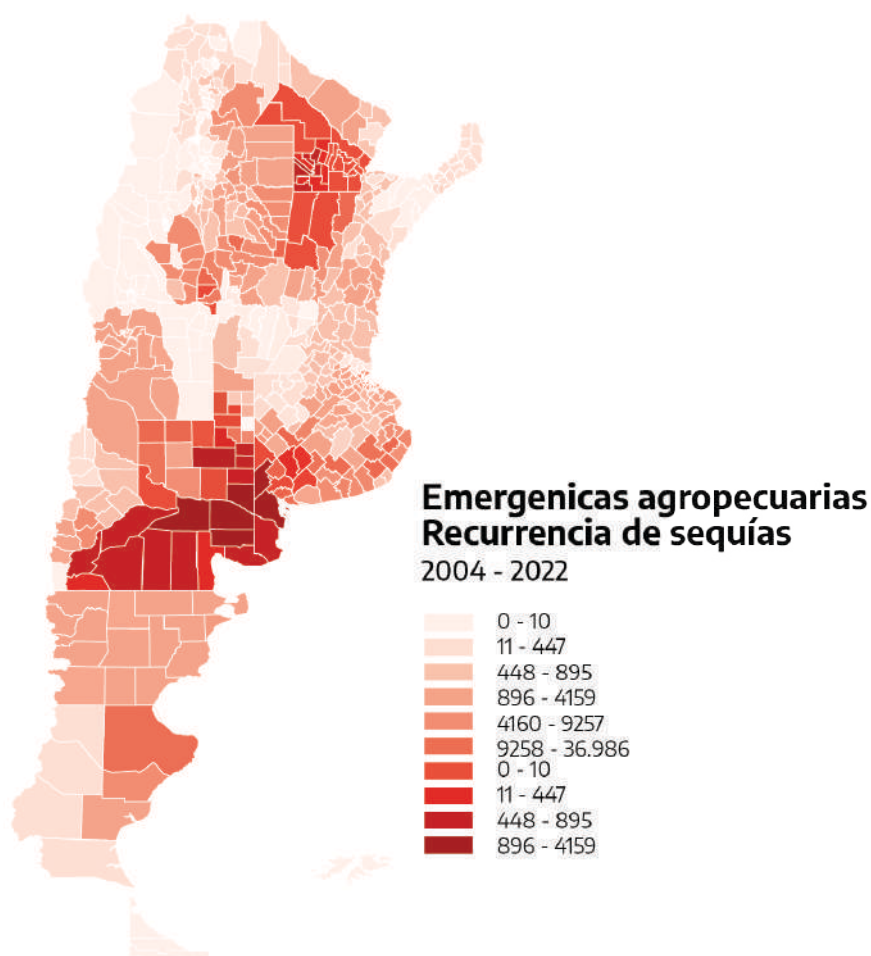 Emergenicas agropecuarias
Recurrencia de sequías
2004 - 2022
0 - 10
11 - 447
448 - 895
896 - 4159
4160 - 9257
9258 - 36.986
0 - 10
11 - 447
448 - 895
896 - 4159